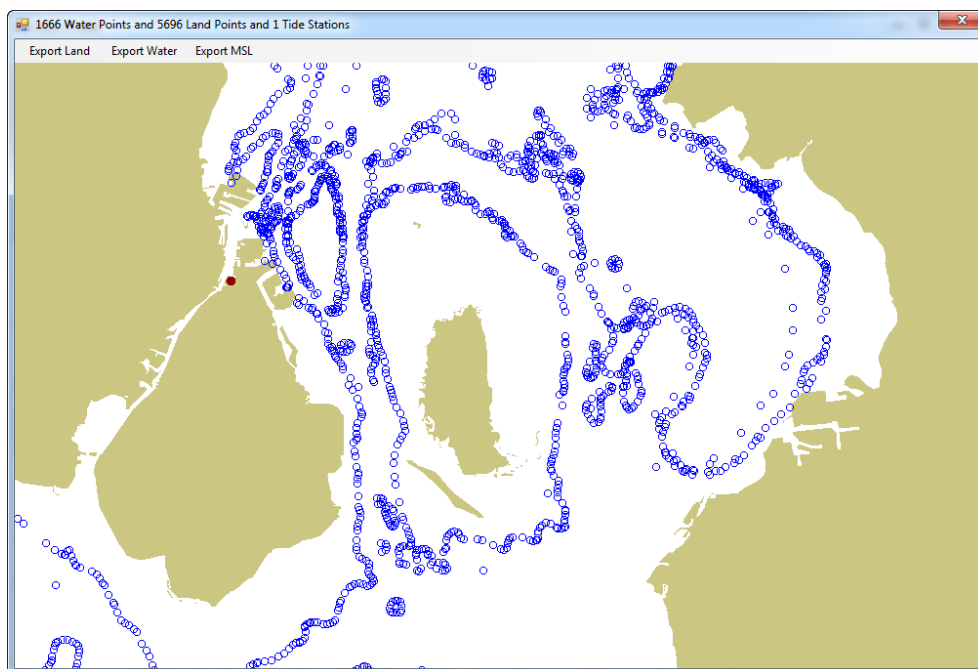 1666 Water Points and 5696 Land Points and 1 Tide Stations
Export Land Export Water Export MSL